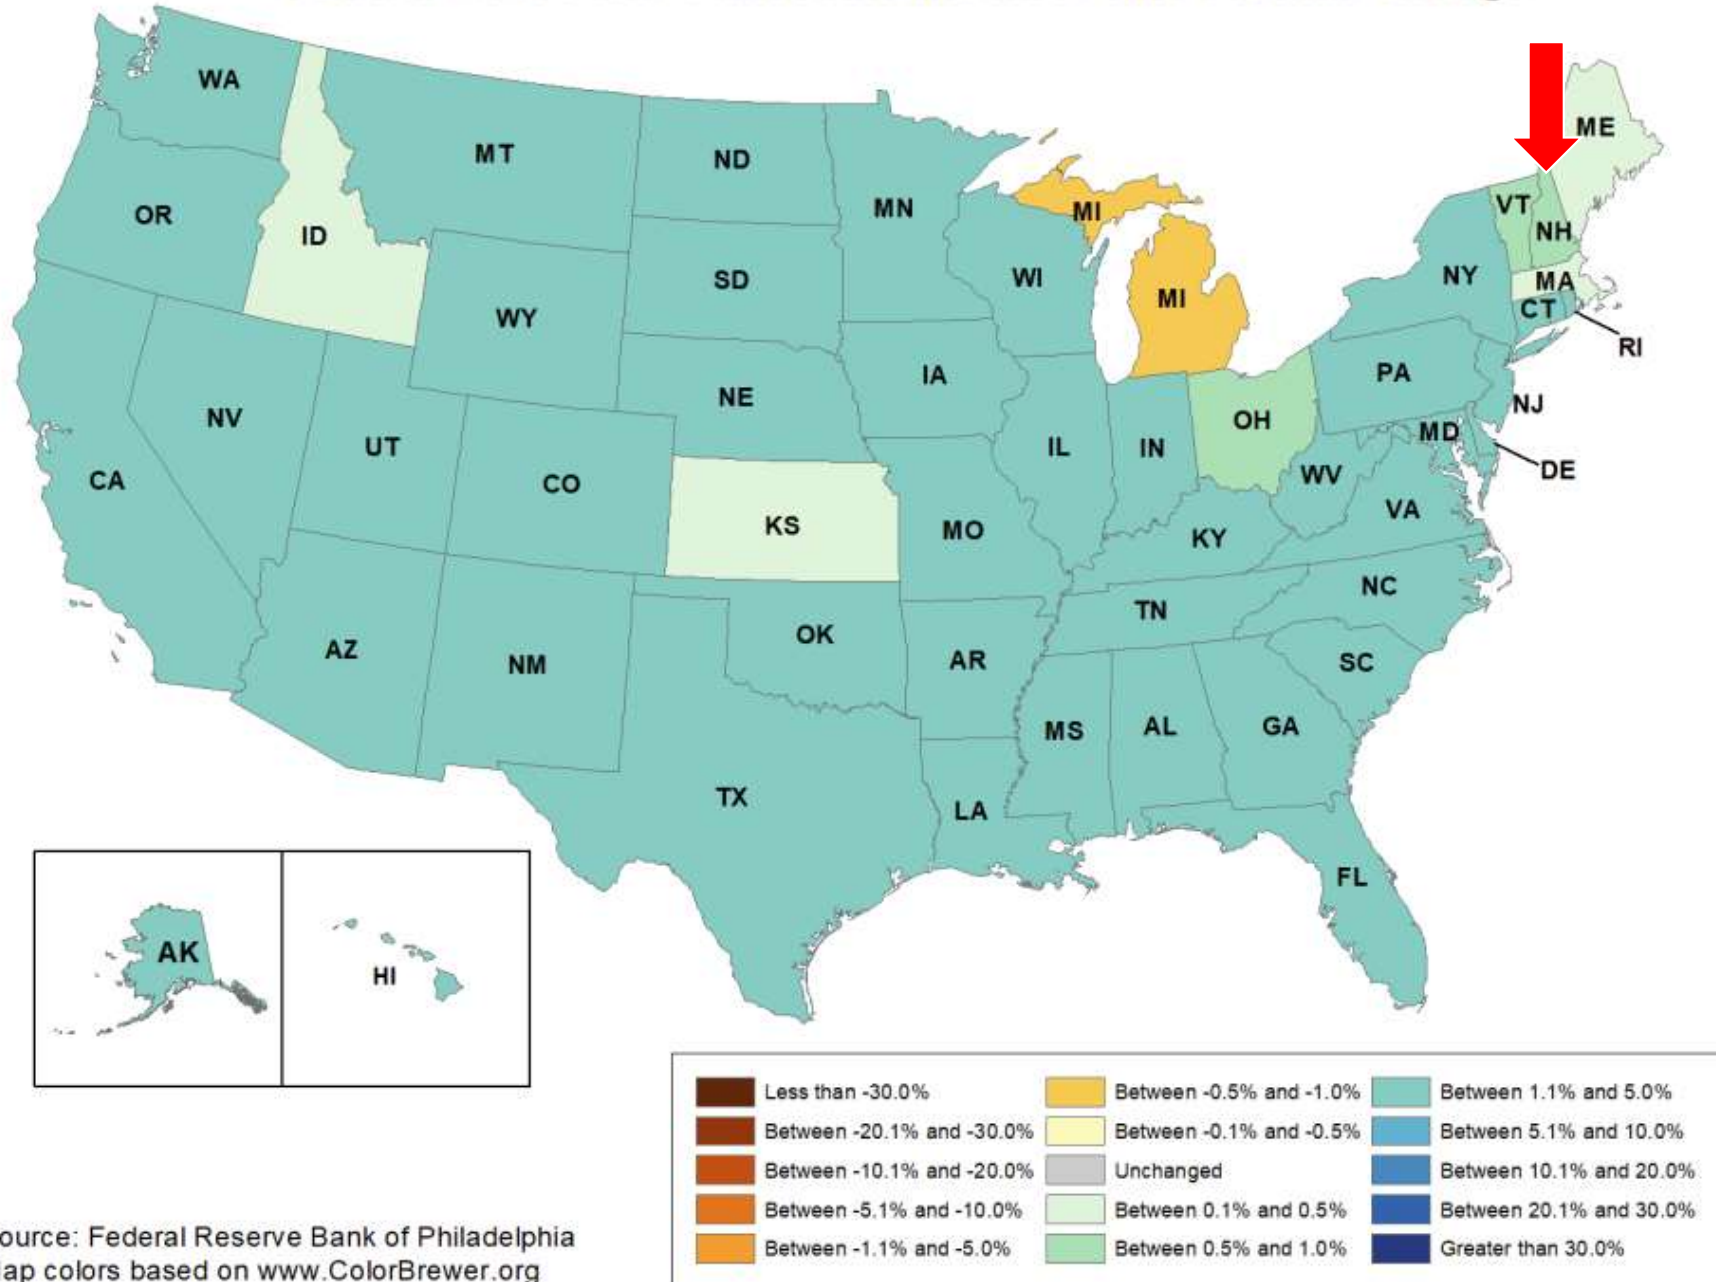 WA
MT
ND
MN
ME
OR
ID
SD
WI
MI
VT
NH
NY
MA
CT
RI
WY
MI
IA
PA
NJ
NV
UT
NE
OH
MD
DE
CA
CO
IL
IN
WV
KS
MO
VA
KY
NC
AZ
NM
OK
AR
TN
SC
MS
AL
GA
TX
LA
FL
AK
HI
Less than -30.0%
Between -20.1% and -30.0%
Between -10.1% and -20.0%
Between -5.1% and -10.0%
Between -1.1% and -5.0%
Between -0.5% and -1.0%
Between -0.1% and -0.5%
Unchanged
Between 0.1% and 0.5%
Between 0.5% and 1.0%
Between 1.1% and 5.0%
Between 5.1% and 10.0%
Between 10.1% and 20.0%
Between 20.1% and 30.0%
Greater than 30.0%
ource: Federal Reserve Bank of Philadelphia
ap colors based on www.ColorBrewer.org